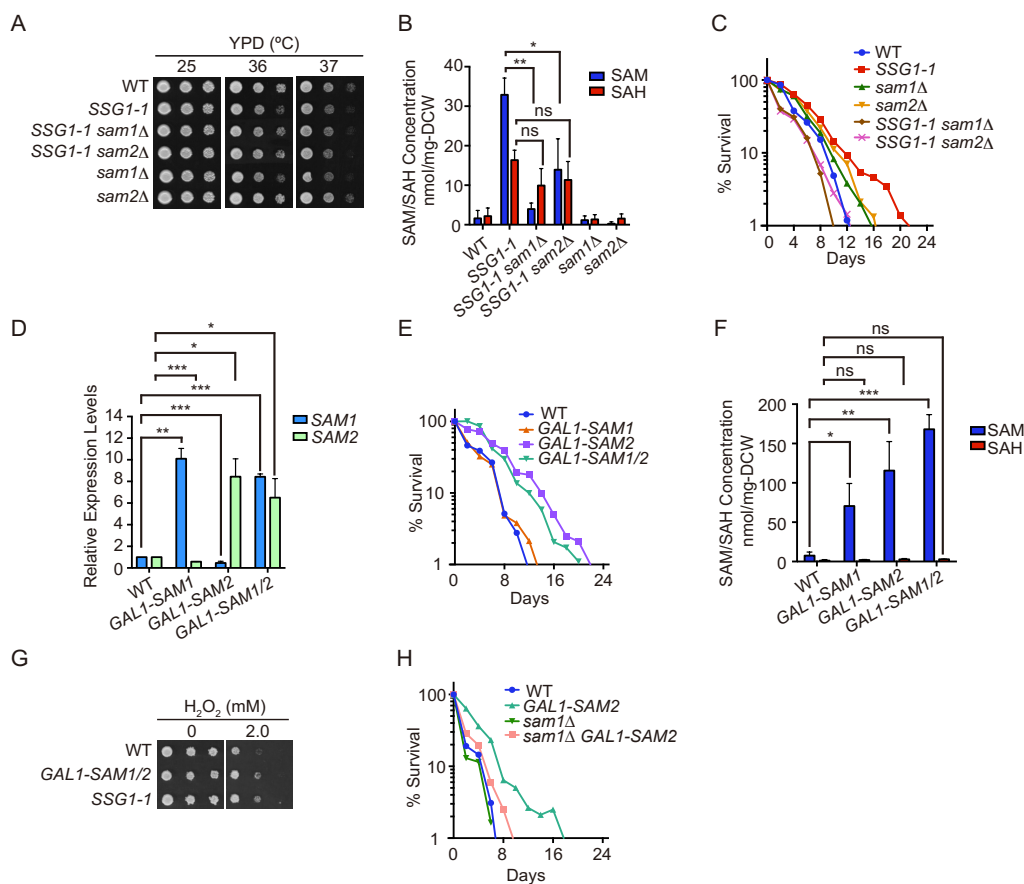 A
YPD (ºC)
25 36 37
WT
SSG1-1
SSG1-1 sam1Δ
SSG1-1 sam2Δ
sam1Δ
sam2Δ
B
SAM/SAH Concentration
nmol/mg-DCW
40
30
20
10
0
*
**
ns
ns
SAM
SAH
WT
SSG1-1
SSG1-1 sam1Δ
SSG1-1 sam2Δ
sam1Δ
sam2Δ
C
% Survival
100
10
1
0 4 8 12 16 20 24
Days
WT
SSG1-1
sam1Δ
sam2Δ
SSG1-1 sam1Δ
SSG1-1 sam2Δ
D
Relative Expression Levels
14
12
10
8
6
4
2
0
*
*
***
***
***
**
SAM1
SAM2
WT
GAL1-SAM1
GAL1-SAM2
GAL1-SAM1/2
E
% Survival
100
10
1
0 8 16 24
Days
WT
GAL1-SAM1
GAL1-SAM2
GAL1-SAM1/2
F
SAM/SAH Concentration
nmol/mg-DCW
200
150
100
50
0
ns
ns
ns
***
**
*
SAM
SAH
WT
GAL1-SAM1
GAL1-SAM2
GAL1-SAM1/2
G
H₂O₂ (mM)
0 2.0
WT
GAL1-SAM1/2
SSG1-1
H
% Survival
100
10
1
0 8 16 24
Days
WT
GAL1-SAM2
sam1Δ
sam1Δ GAL1-SAM2